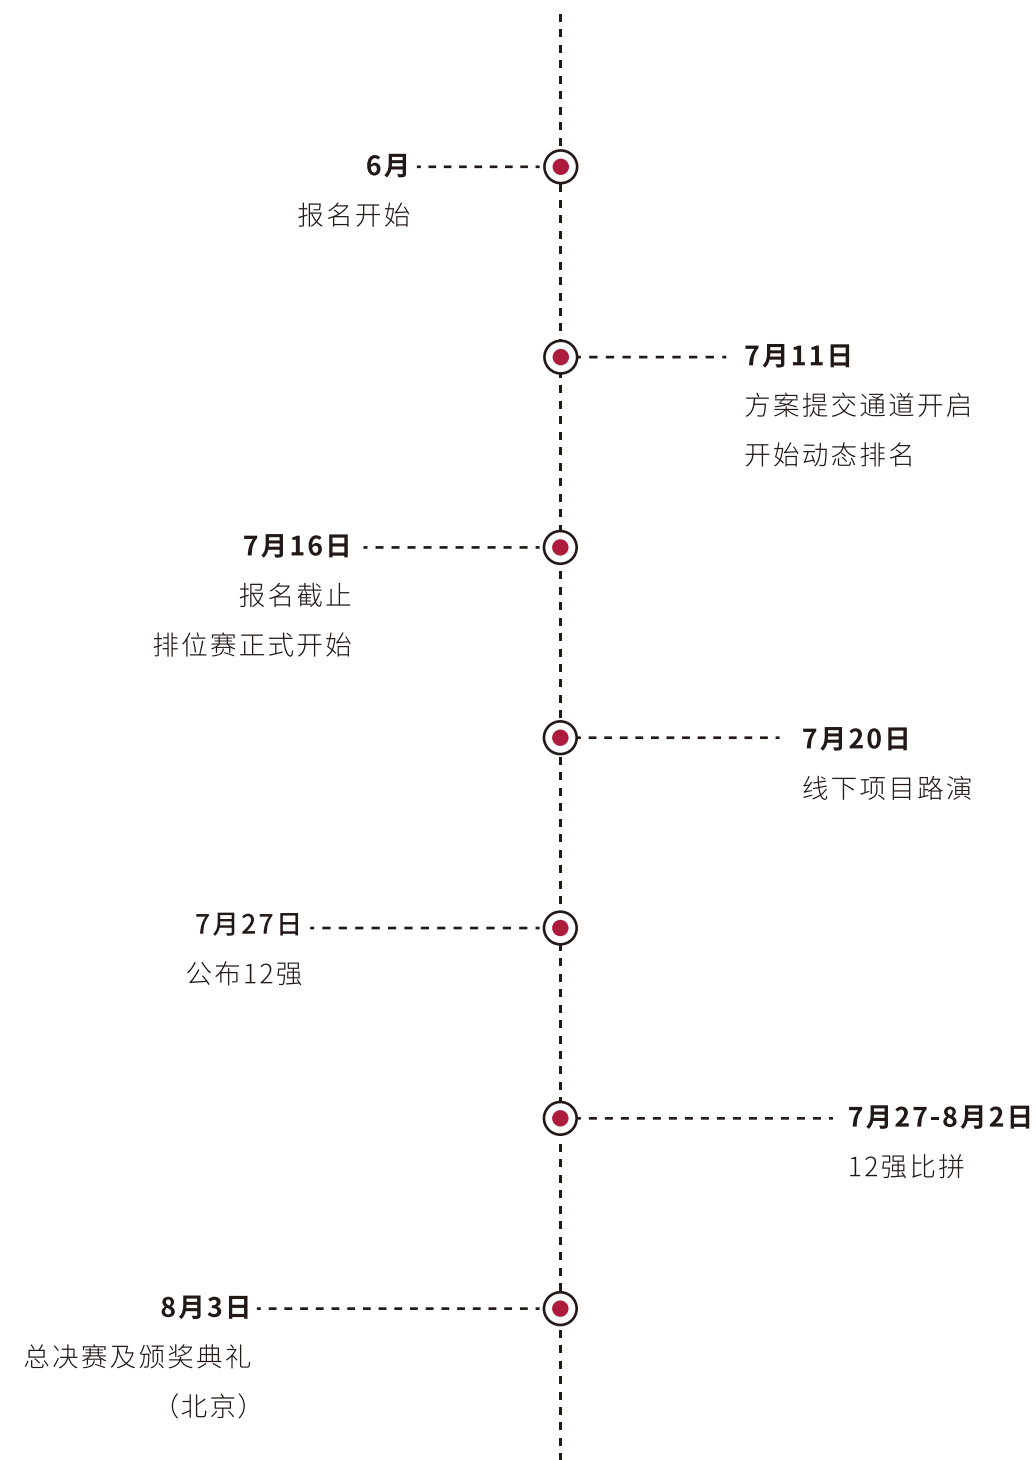 6月
报名开始
7月11日
方案提交通道开启
开始动态排名
7月16日
报名截止
排位赛正式开始
7月20日
线下项目路演
7月27日
公布12强
7月27-8月2日
12强比拼
8月3日
总决赛及颁奖典礼
（北京）